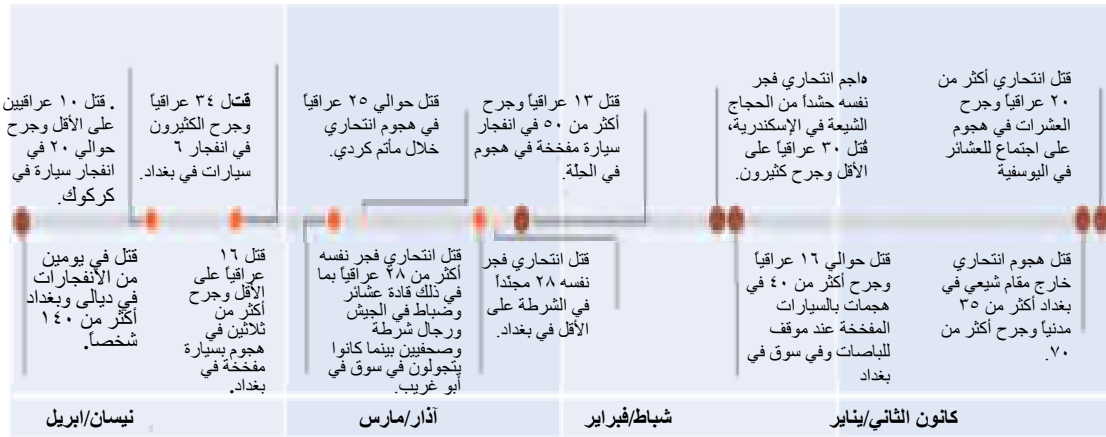 قتل انتحاري أكثر من
٢٠ عراقياً وجرح
العشرات في هجوم
على اجتماع للعشائر
في اليوسفية
هاجم انتحاري فجر
نفسه حشداً من الحجاج
الشيعة في الإسكندرية،
قُتل ٣٠ عراقياً على
الأقل وجرح كثيرون.
قتل ١٣ عراقياً وجرح
أكثر من ٥٠ في انفجار
سيارة مفخخة في هجوم
في الحلّة.
قتل حوالي ٢٥ عراقياً
في هجوم انتحاري
خلال مأتم كردي.
قتل ٣٤ عراقياً
وجرح الكثيرون
في انفجار ٦
سيارات في بغداد.
. قتل ١٠ عراقيين
على الأقل وجرح
حوالي ٢٠ في
انفجار سيارة في
كركوك.
قتل هجوم انتحاري
خارج مقام شيعي في
بغداد أكثر من ٣٥
مدنياً وجرح أكثر من
٧٠.
قتل حوالي ١٦ عراقياً
وجرح أكثر من ٤٠ في
هجمات بالسيارات
المفخخة عند موقف
للباصات وفي سوق في
بغداد
قتل انتحاري فجر
نفسه ٢٨ مجنّداً
في الشرطة على
الأقل في بغداد.
قتل انتحاري فجر نفسه
أكثر من ٢٨ عراقياً بما
في ذلك قادة عشائر
وضباط في الجيش
ورجال شرطة
وصحفيين بينما كانوا
يتجولون في سوق في
أبو غريب.
قتل ١٦
عراقياً على
الأقل وجرح
أكثر من
ثلاثين في
هجوم بسيارة
مفخخة في
بغداد.
قتل في يومين
من الانفجارات
في ديالى وبغداد
أكثر من ١٤٠
شخصاً.
كانون الثاني/يناير
شباط/فبراير
آذار/مارس
نيسان/ابريل